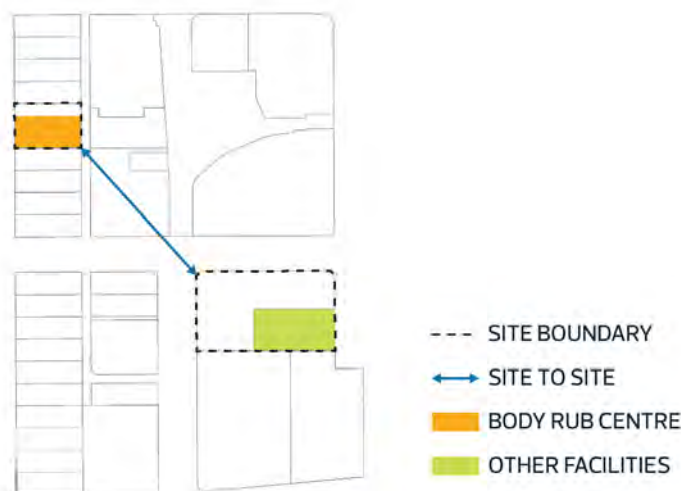 SITE BOUNDARY
SITE TO SITE
BODY RUB CENTRE
OTHER FACILITIES